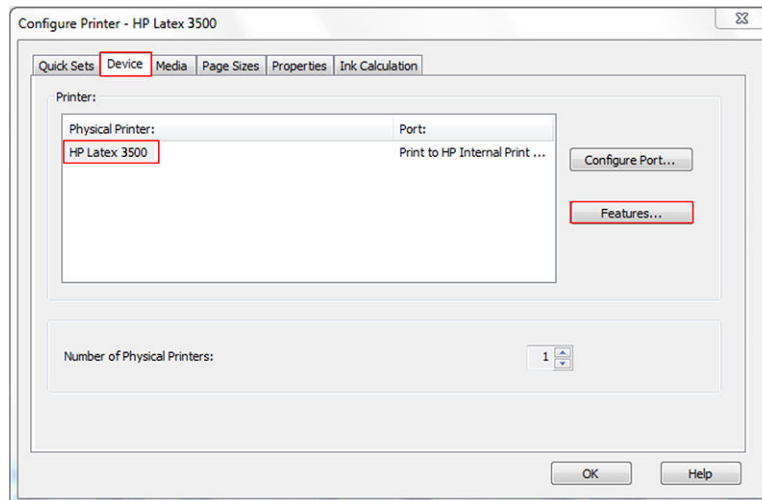 Configure Printer - HP Latex 3500
Quick Sets Device Media Page Sizes Properties Ink Calculation
Printer:
Physical Printer: Port:
HP Latex 3500 Print to HP Internal Print ...
Configure Port...
Features...
Number of Physical Printers: 1
OK Help